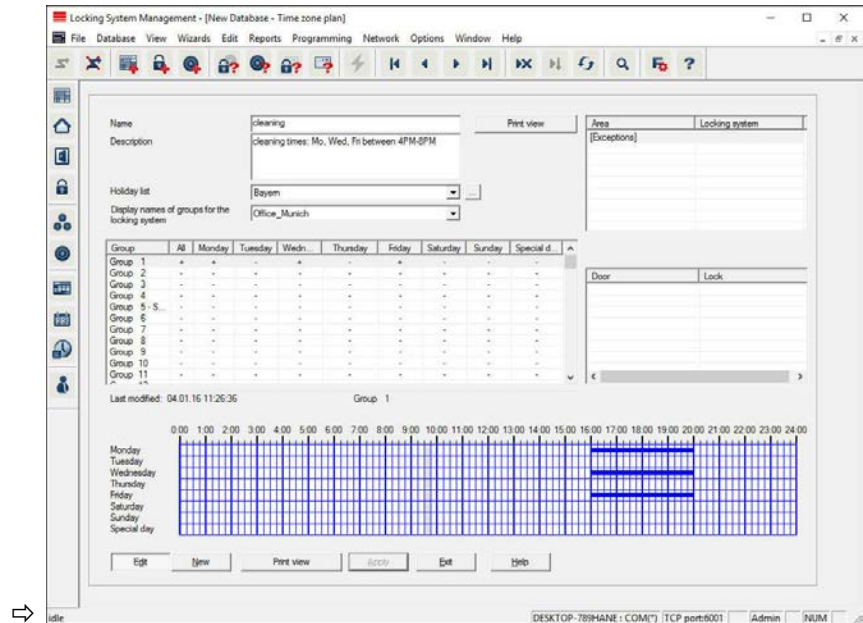 Locking System Management - [New Database - Time zone plan]
File Database View Wizards Edit Reports Programming Network Options Window Help
Name
cleaning
Print view
Description
cleaning times: Mo, Wed, Fri between 4PM-8PM
Holiday list
Bayern
...
Display names of groups for the locking system
Office_Munich
Area Locking system
[Exceptions]
Group All Monday Tuesday Wedn... Thursday Friday Saturday Sunday Special d...
Group 1 + + - + - + - - -
Group 2 - - - - - - - - -
Group 3 - - - - - - - - -
Group 4 - - - - - - - - -
Group 5 - S... - - - - - - - - -
Group 6 - - - - - - - - -
Group 7 - - - - - - - - -
Group 8 - - - - - - - - -
Group 9 - - - - - - - - -
Group 10 - - - - - - - - -
Group 11 - - - - - - - - -
Door Lock
Last modified: 04.01.16 11:26:36
Group 1
0:00 1:00 2:00 3:00 4:00 5:00 6:00 7:00 8:00 9:00 10:00 11:00 12:00 13:00 14:00 15:00 16:00 17:00 18:00 19:00 20:00 21:00 22:00 23:00 24:00
Monday
Tuesday
Wednesday
Thursday
Friday
Saturday
Sunday
Special day
Edit New Print view Apply Exit Help
idle
DESKTOP-789HANE : COM(*) TCP port:6001 Admin NUM